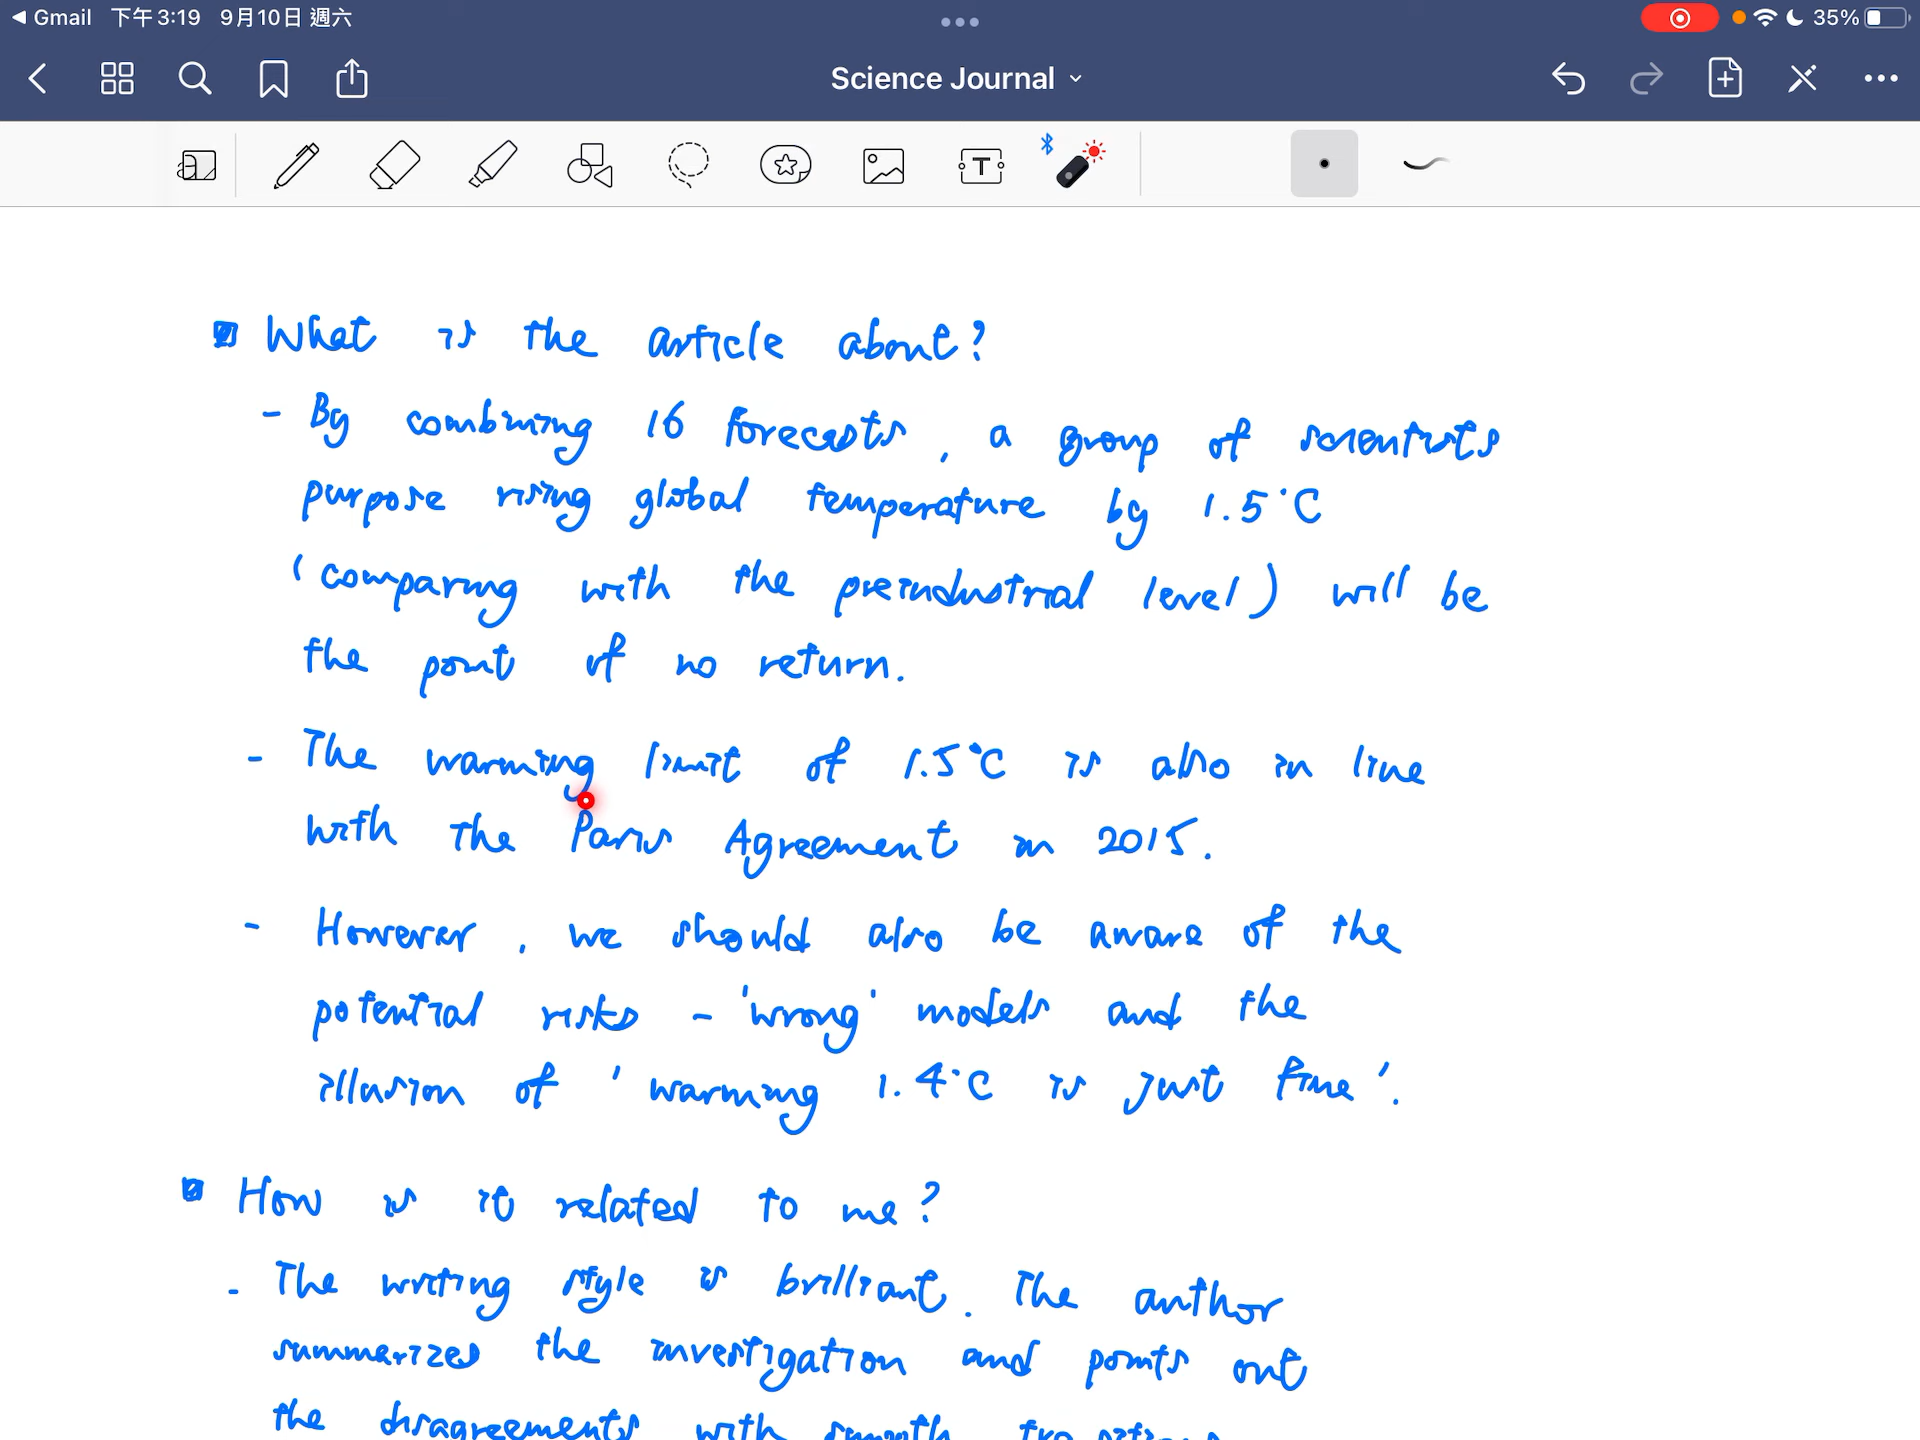 Gmail 下午3:19 9月10日 週六
35%
Science Journal
What is the article about?
- By combining 16 forecasts, a group of scientists
purpose rising global temperature by 1.5°C
(comparing with the preindustrial level) will be
the point of no return.
- The warming limit of 1.5°C is also in line
with the Paris Agreement in 2015.
- However, we should also be aware of the
potential risks - 'wrong' models and the
illusion of 'warming 1.4°C is just fine'.
How is it related to me?
- The writing style is brilliant. The author
summarizes the investigation and points out
the disagreements with smooth transitions